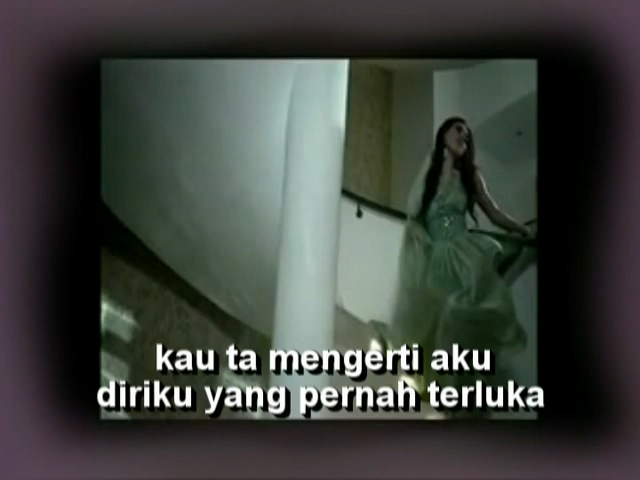 kau ta mengerti aku
diriku yang pernah terluka